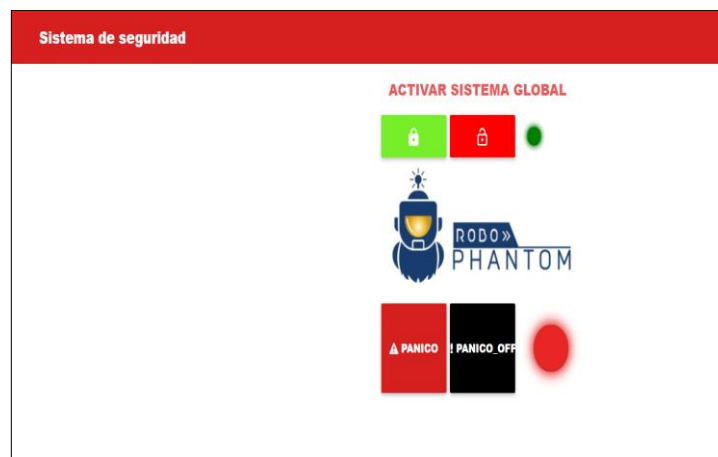 Sistema de seguridad
ACTIVAR SISTEMA GLOBAL
ROBO»
PHANTOM
PANICO
! PANICO_OFF